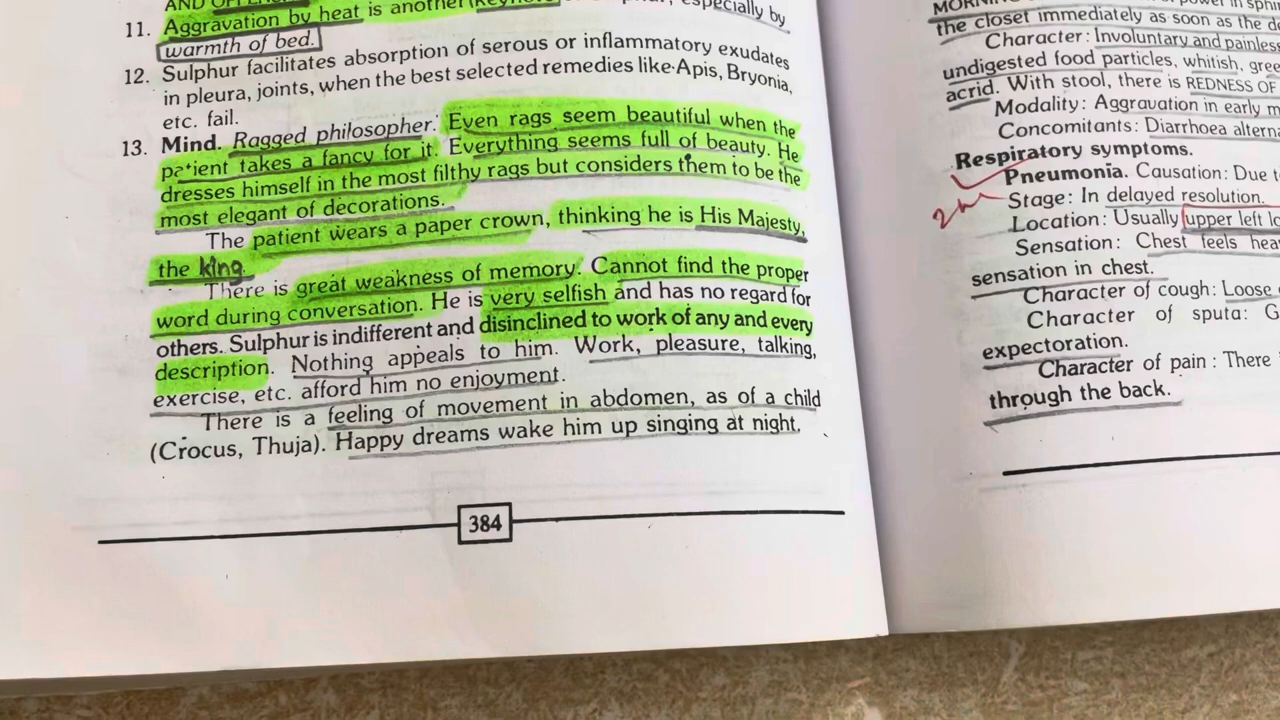 AND OFFENS
11. Aggravation by heat is another keynote especially by
warmth of bed.
12. Sulphur facilitates absorption of serous or inflammatory exudates
in pleura, joints, when the best selected remedies like Apis, Bryonia,
etc. fail.
13. Mind. Ragged philosopher. Even rags seem beautiful when the
patient takes a fancy for it. Everything seems full of beauty. He
dresses himself in the most filthy rags but considers them to be the
most elegant of decorations.
The patient wears a paper crown, thinking he is His Majesty,
the king.
There is great weakness of memory. Cannot find the proper
word during conversation. He is very selfish and has no regard for
others. Sulphur is indifferent and disinclined to work of any and every
description. Nothing appeals to him. Work, pleasure, talking,
exercise, etc. afford him no enjoyment.
There is a feeling of movement in abdomen, as of a child
(Crocus, Thuja). Happy dreams wake him up singing at night.
384
the closet immediately as soon as the
Character: Involuntary and painless
undigested food particles, whitish, gree
acrid. With stool, there is REDNESS OF
Modality: Aggravation in early m
Concomitants: Diarrhoea altern
Respiratory symptoms.
Pneumonia. Causation: Due t
Stage: In delayed resolution.
Location: Usually upper left lo
Sensation: Chest feels hea
sensation in chest.
Character of cough: Loose
Character of sputa: G
expectoration.
Character of pain: There
through the back.